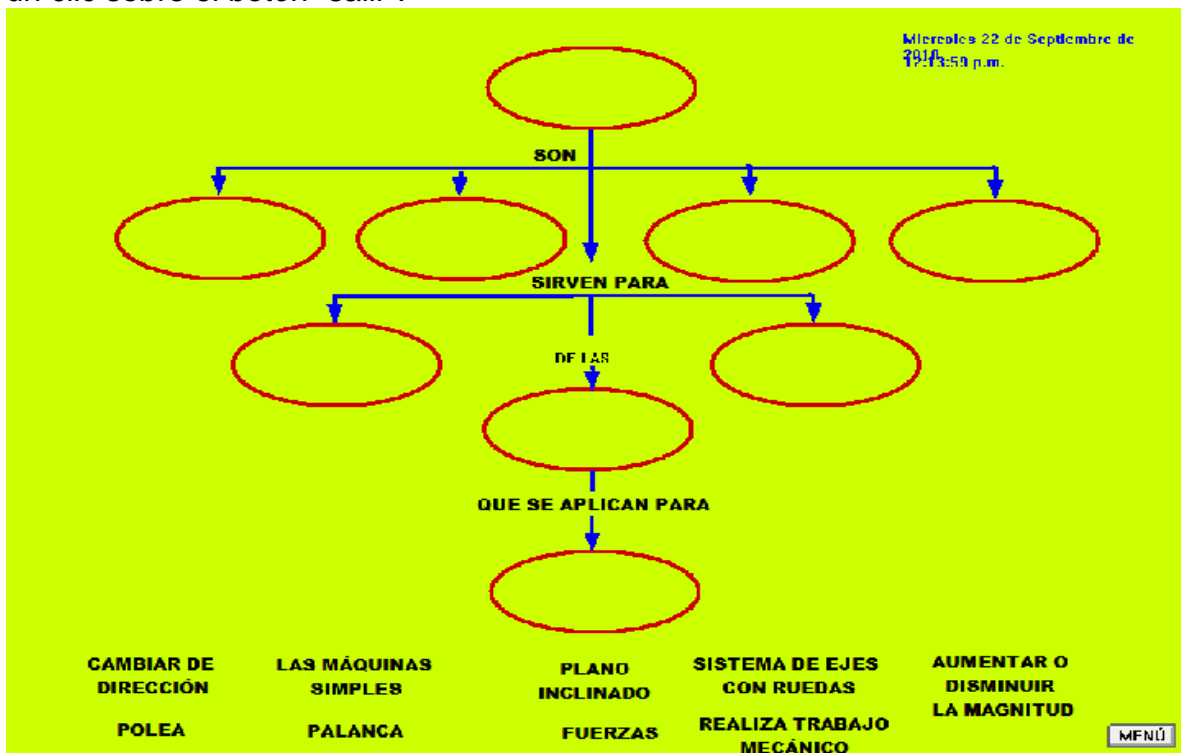 un clic sobre el botón "salir".
Miercoles 22 de Septiembre de
2010
12:13:59 p.m.
SON
SIRVEN PARA
DE LAS
QUE SE APLICAN PARA
CAMBIAR DE
DIRECCIÓN
LAS MÁQUINAS
SIMPLES
PLANO
INCLINADO
SISTEMA DE EJES
CON RUEDAS
AUMENTAR O
DISMINUIR
LA MAGNITUD
POLEA
PALANCA
FUERZAS
REALIZA TRABAJO
MECÁNICO
MENÚ